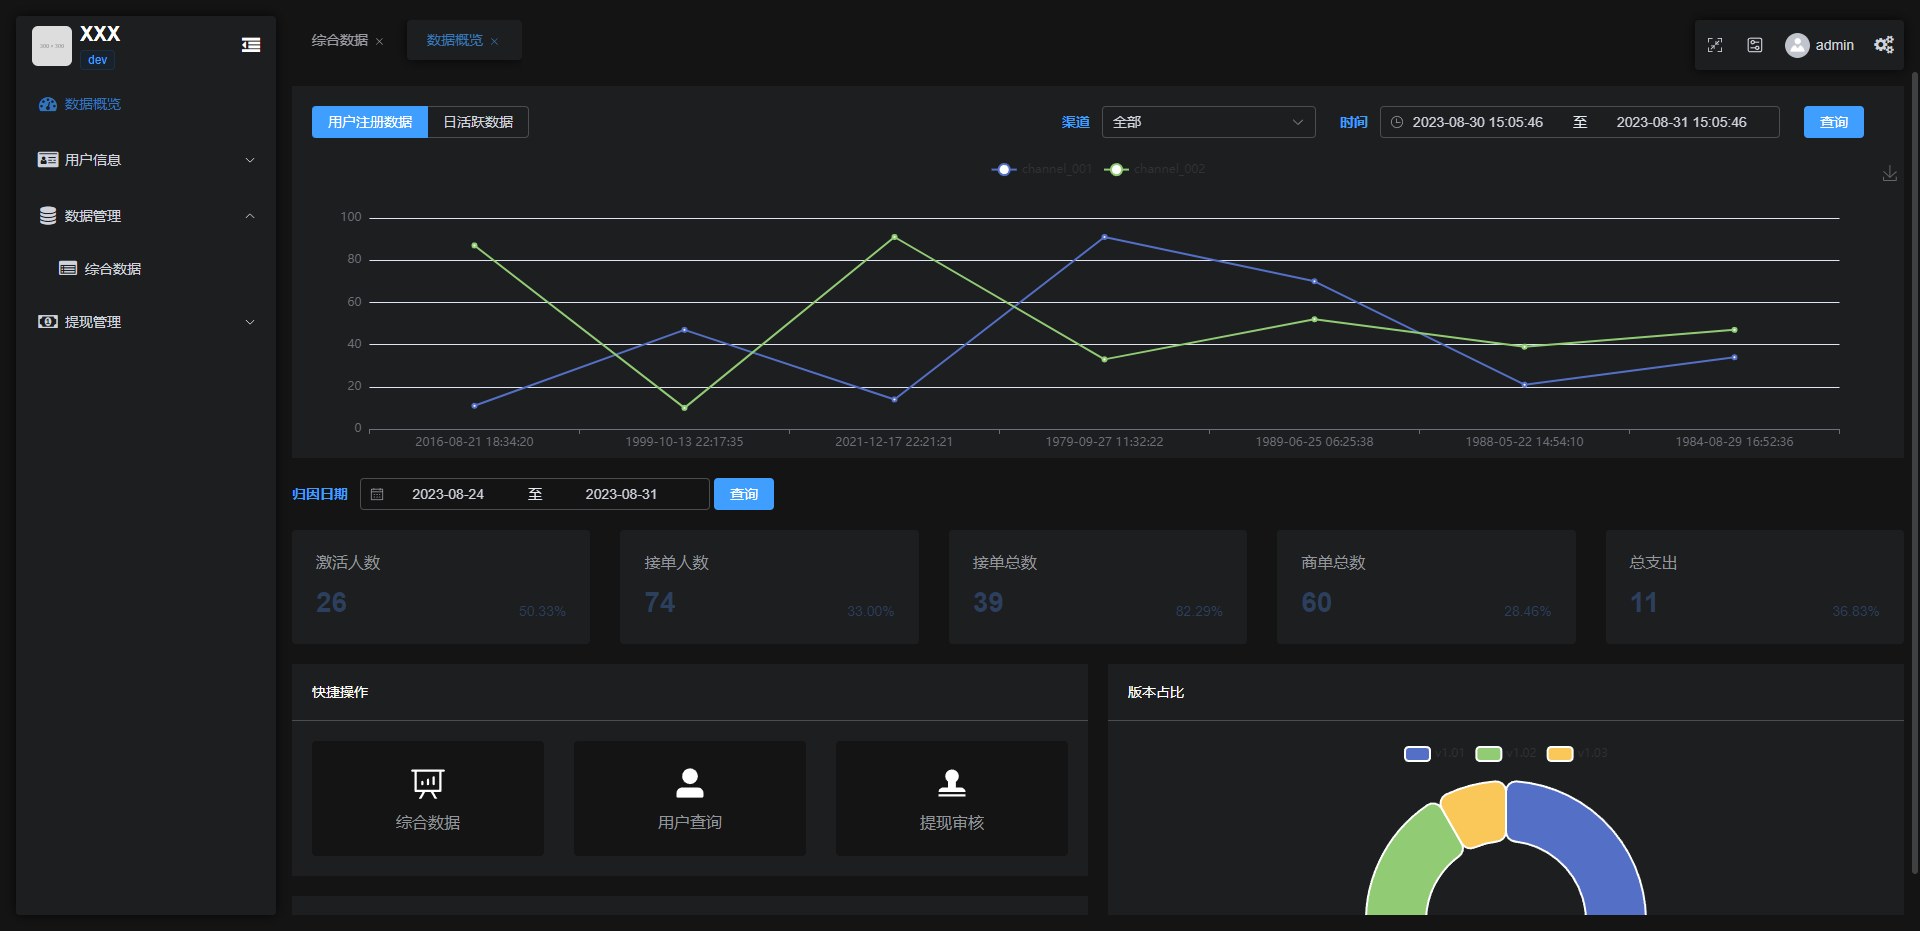 XXX
dev
数据概览
用户信息
数据管理
综合数据
提现管理
综合数据
数据概览
admin
用户注册数据
日活跃数据
渠道
全部
时间
2023-08-30 15:05:46 至 2023-08-31 15:05:46
查询
channel_001
channel_002
100
80
60
40
20
0
2016-08-21 18:34:20
1999-10-13 22:17:35
2021-12-17 22:21:21
1979-09-27 11:32:22
1989-06-25 06:25:38
1988-05-22 14:54:10
1984-08-29 16:52:36
归因日期
2023-08-24 至 2023-08-31
查询
激活人数
26
50.33%
接单人数
74
33.00%
接单总数
39
82.29%
商单总数
60
28.46%
总支出
11
36.83%
快捷操作
综合数据
用户查询
提现审核
版本占比
v1.01
v1.02
v1.03